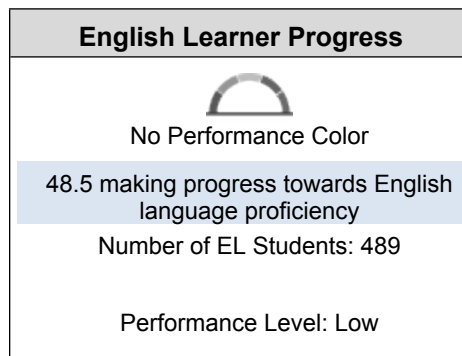 English Learner Progress
No Performance Color
48.5 making progress towards English
language proficiency
Number of EL Students: 489
Performance Level: Low